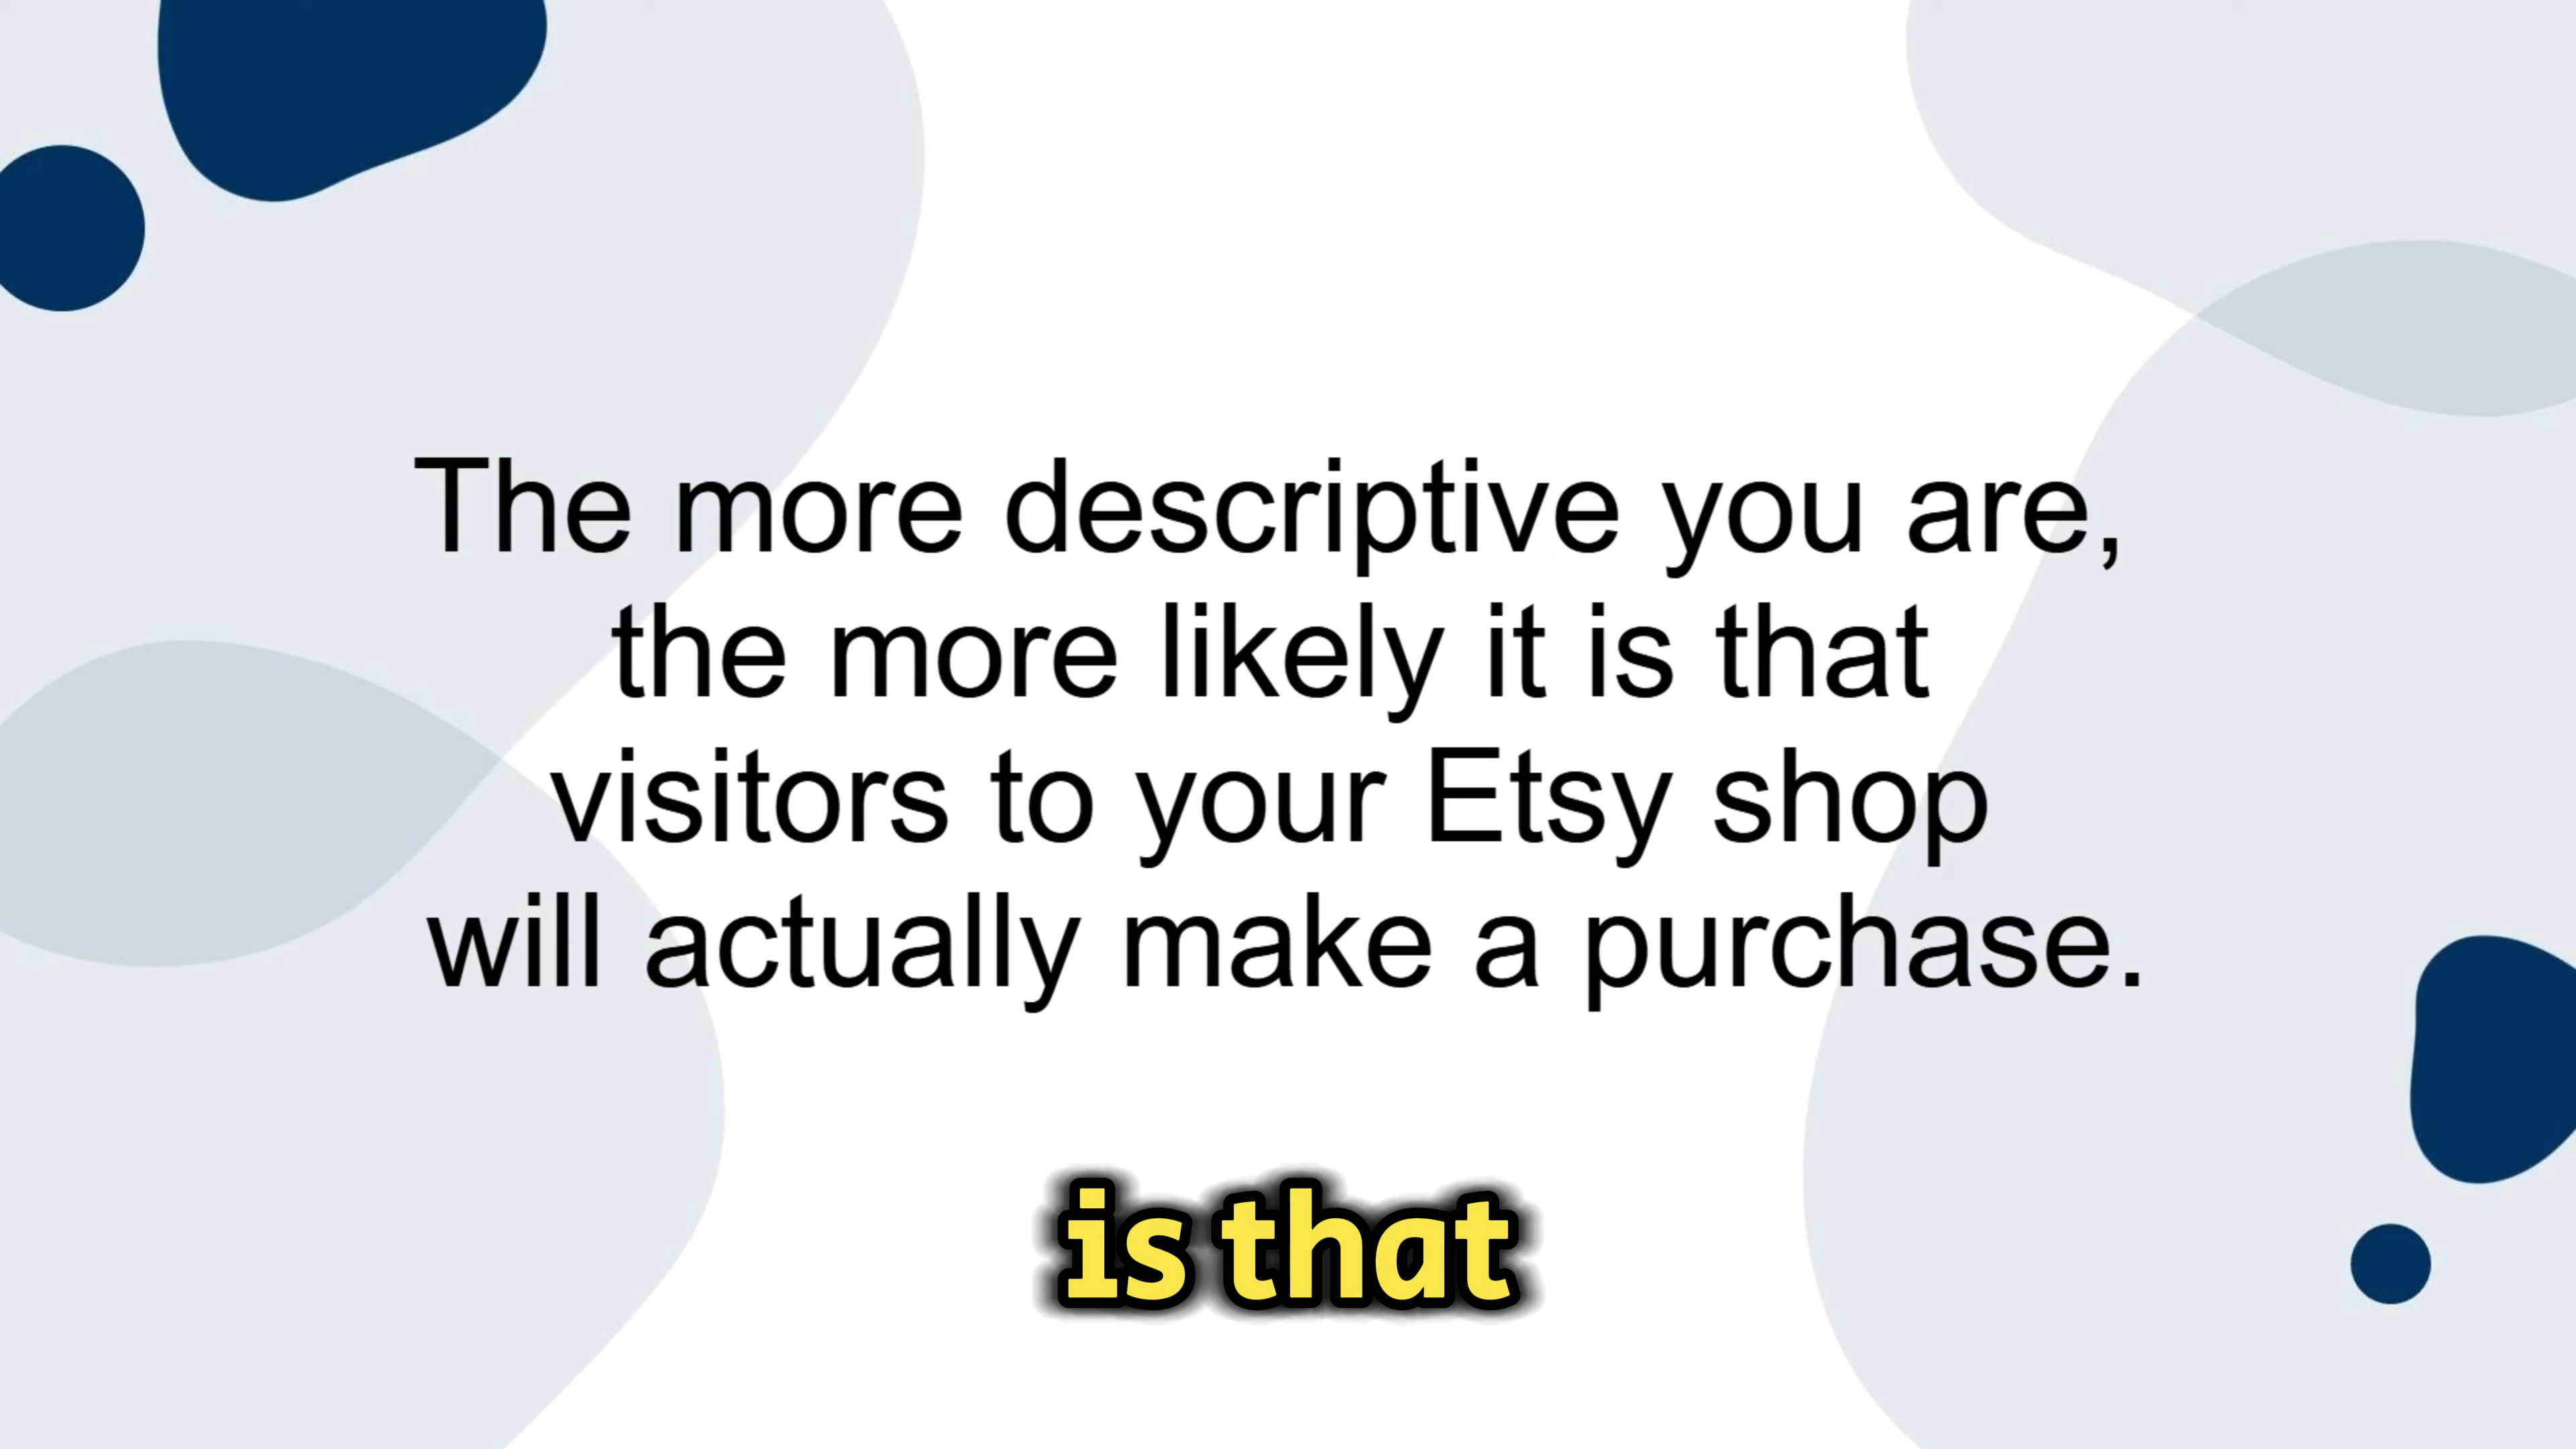 The more descriptive you are,
the more likely it is that
visitors to your Etsy shop
will actually make a purchase.
is that